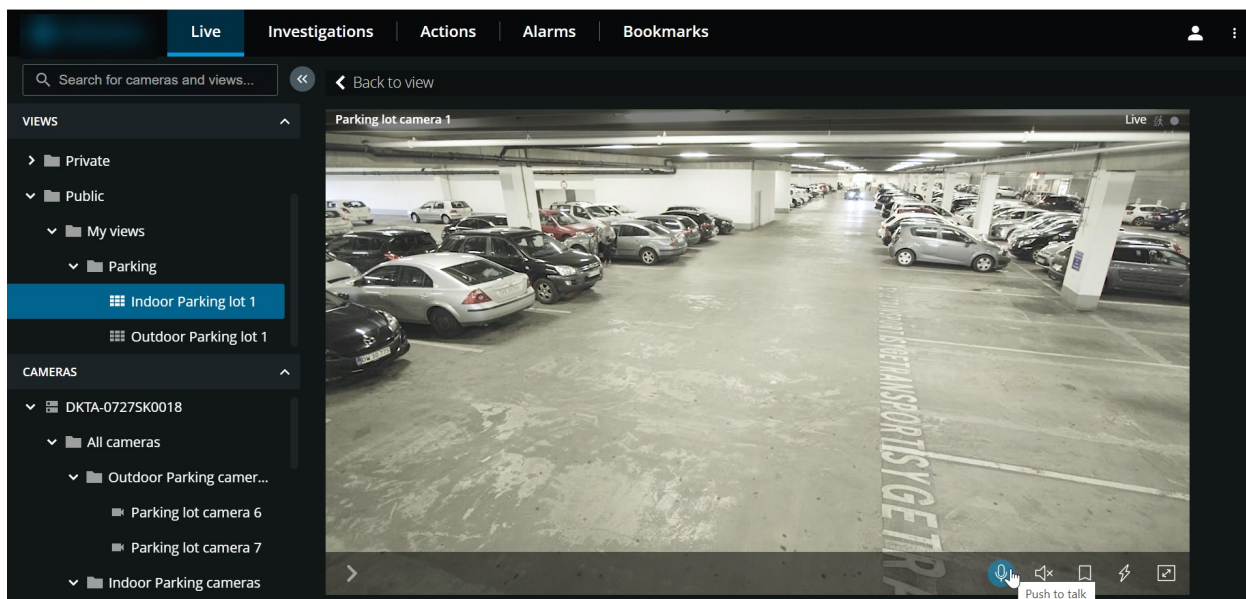 Live
Investigations
Actions
Alarms
Bookmarks
Search for cameras and views...
Back to view
VIEWS
Parking lot camera 1
Live
Private
Public
My views
Parking
Indoor Parking lot 1
Outdoor Parking lot 1
CAMERAS
DKTA-0727SK0018
All cameras
Outdoor Parking camer...
Parking lot camera 6
Parking lot camera 7
Indoor Parking cameras
Push to talk